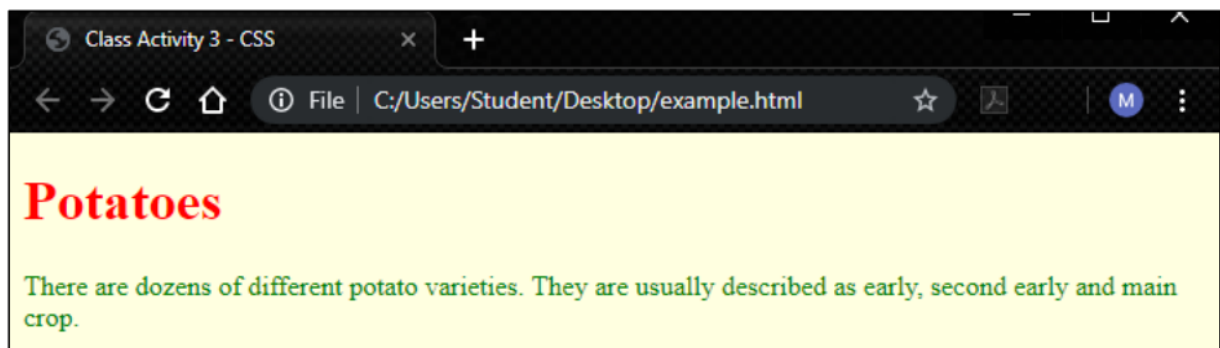 Class Activity 3 - CSS
File C:/Users/Student/Desktop/example.html
M
Potatoes
There are dozens of different potato varieties. They are usually described as early, second early and main
crop.